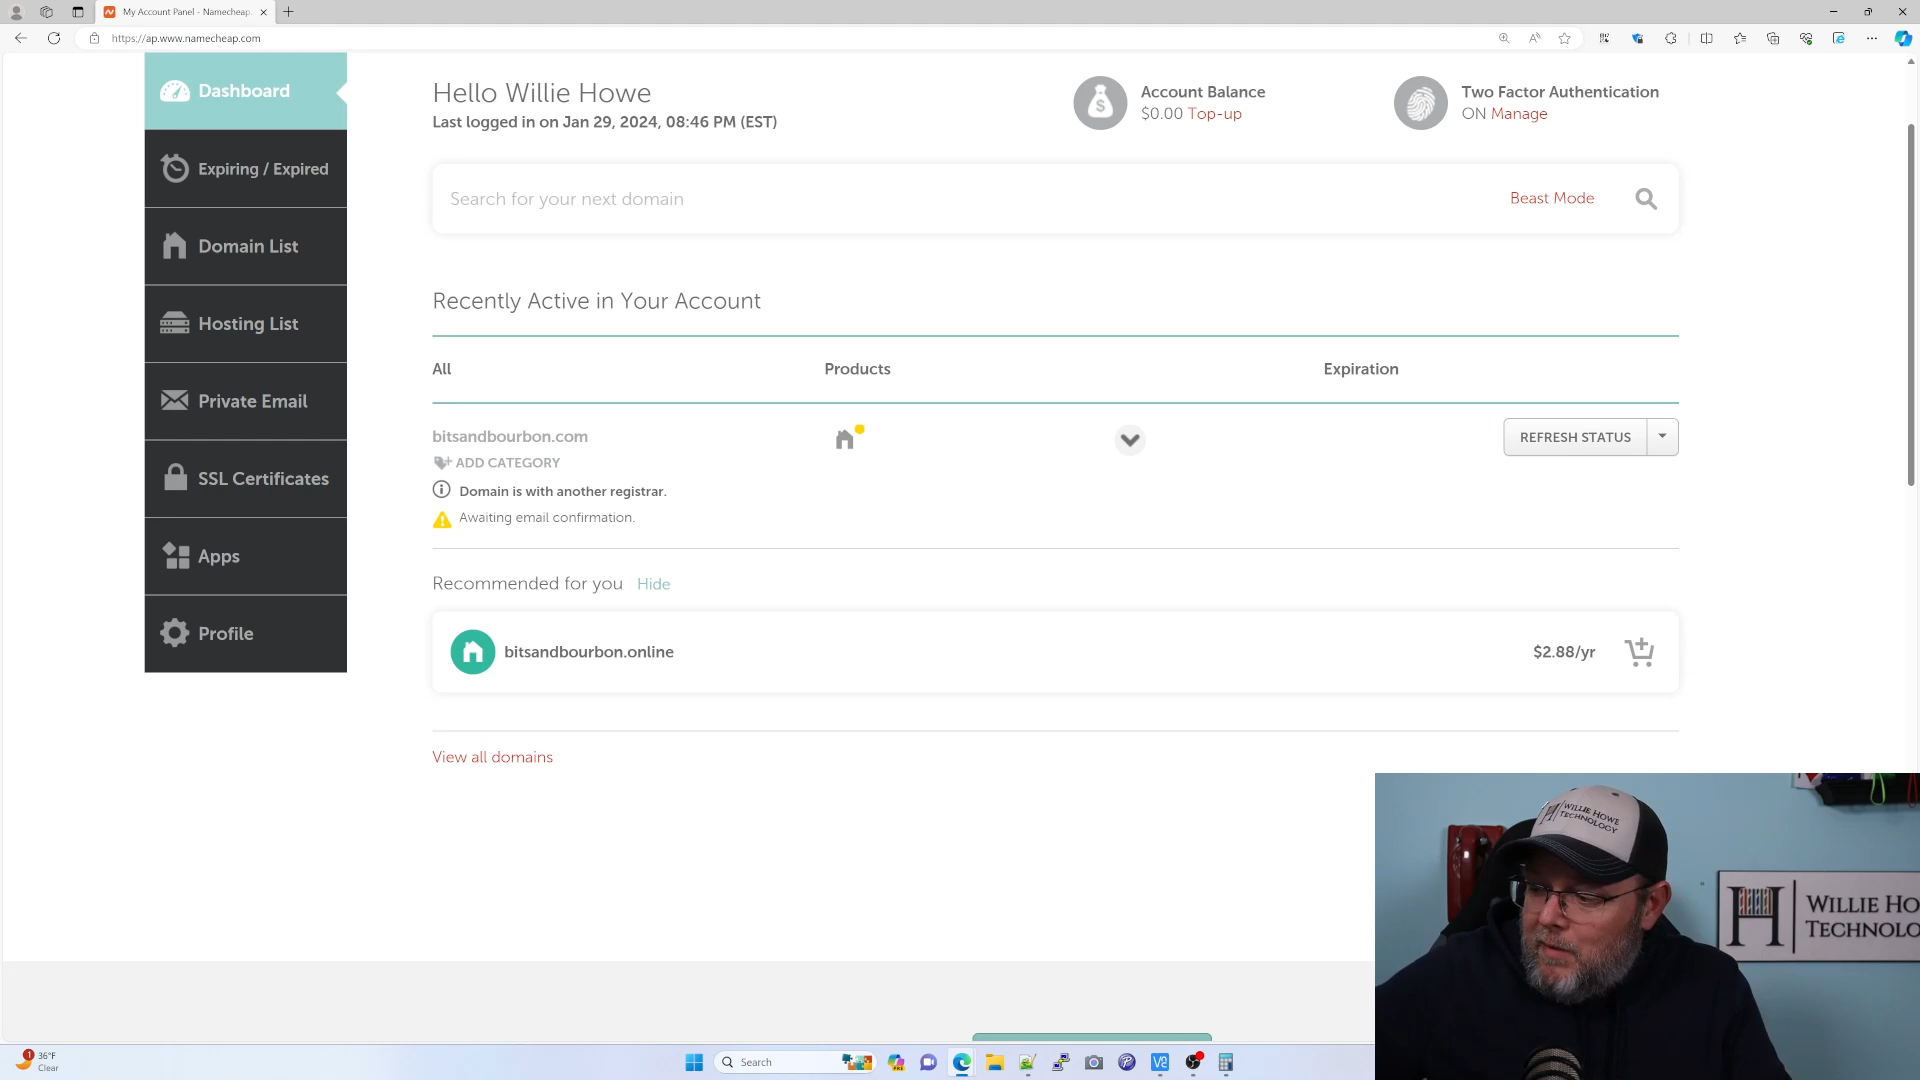 My Account Panel - Namecheap.
https://ap.www.namecheap.com
Dashboard
Expiring / Expired
Domain List
Hosting List
Private Email
SSL Certificates
Apps
Profile
Hello Willie Howe
Last logged in on Jan 29, 2024, 08:46 PM (EST)
Account Balance
$0.00 Top-up
Two Factor Authentication
ON Manage
Search for your next domain
Beast Mode
Recently Active in Your Account
All Products Expiration
bitsandbourbon.com
REFRESH STATUS
ADD CATEGORY
Domain is with another registrar.
Awaiting email confirmation.
Recommended for you Hide
bitsandbourbon.online
$2.88/yr
View all domains
WILLIE HOWE
TECHNOLOGY
WILLIE HO
TECHNOLO
1
36°F
Clear
Search